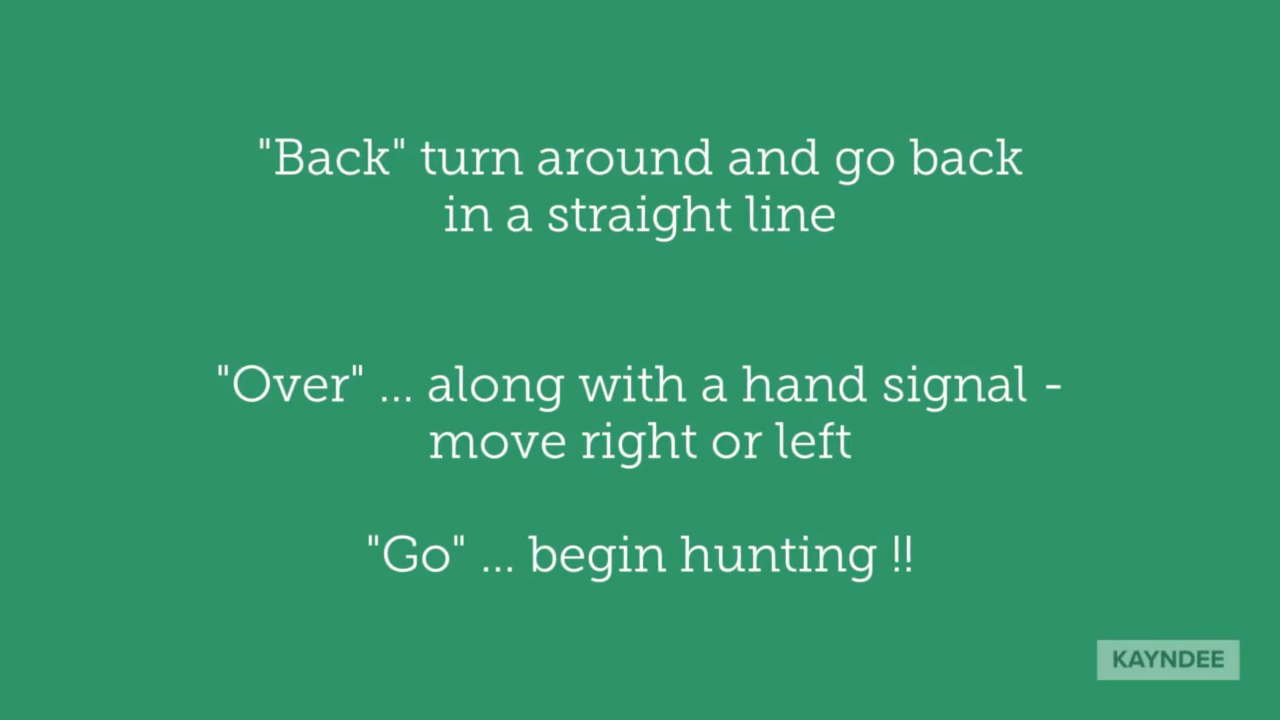 "Back" turn around and go back
in a straight line
"Over" ... along with a hand signal -
move right or left
"Go" ... begin hunting !!
KAYNDEE